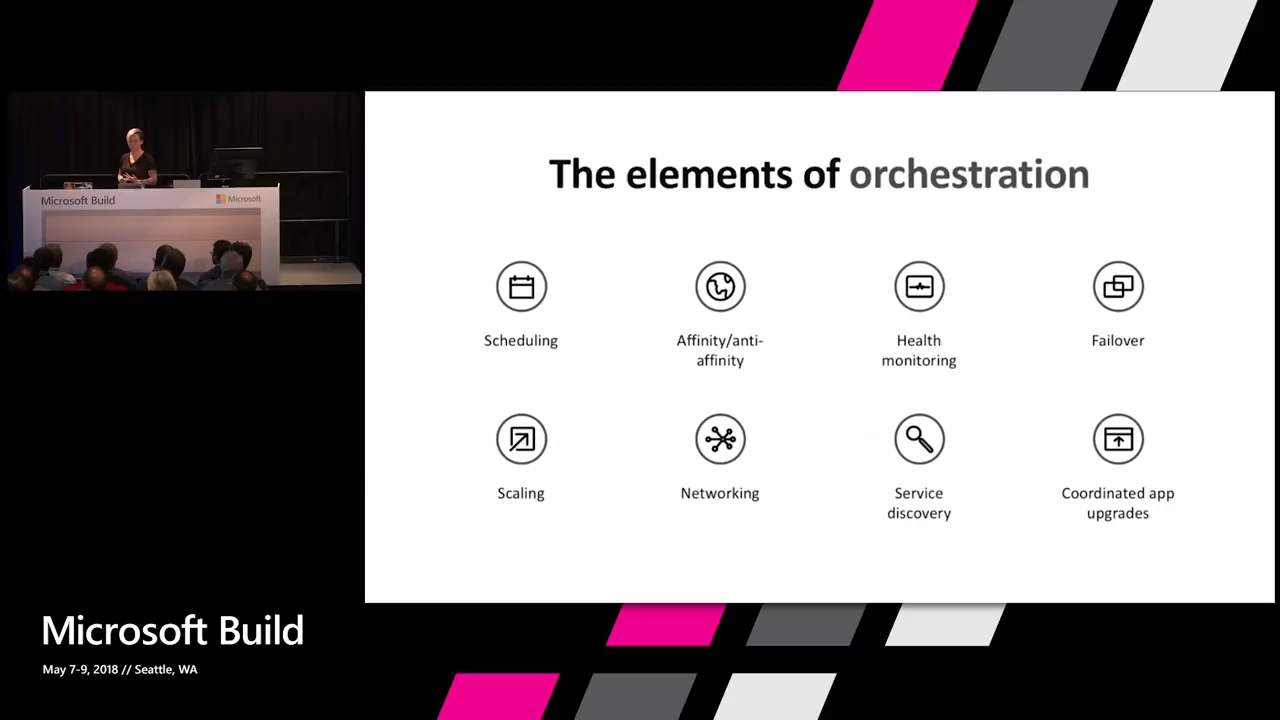 Microsoft Build
Microsoft
The elements of orchestration
Scheduling
Affinity/anti-
affinity
Health
monitoring
Failover
Scaling
Networking
Service
discovery
Coordinated app
upgrades
Microsoft Build
May 7-9, 2018 // Seattle, WA